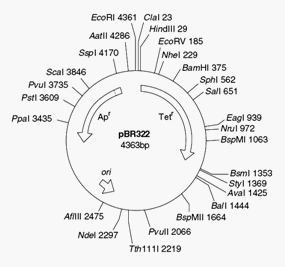 EcoRI 4361
ClaI 23
HindIII 29
EcoRV 185
NheI 229
BamHI 375
SphI 562
SalI 651
EagI 939
NruI 972
BspMI 1063
BsmI 1353
StyI 1369
AvaI 1425
BalI 1444
BspMII 1664
PvuII 2066
Tth111I 2219
NdeI 2297
AflIII 2475
PpaI 3435
PstI 3609
PvuI 3735
ScaI 3846
SspI 4170
AatII 4286
Apr
Tetr
pBR322
4363bp
ori